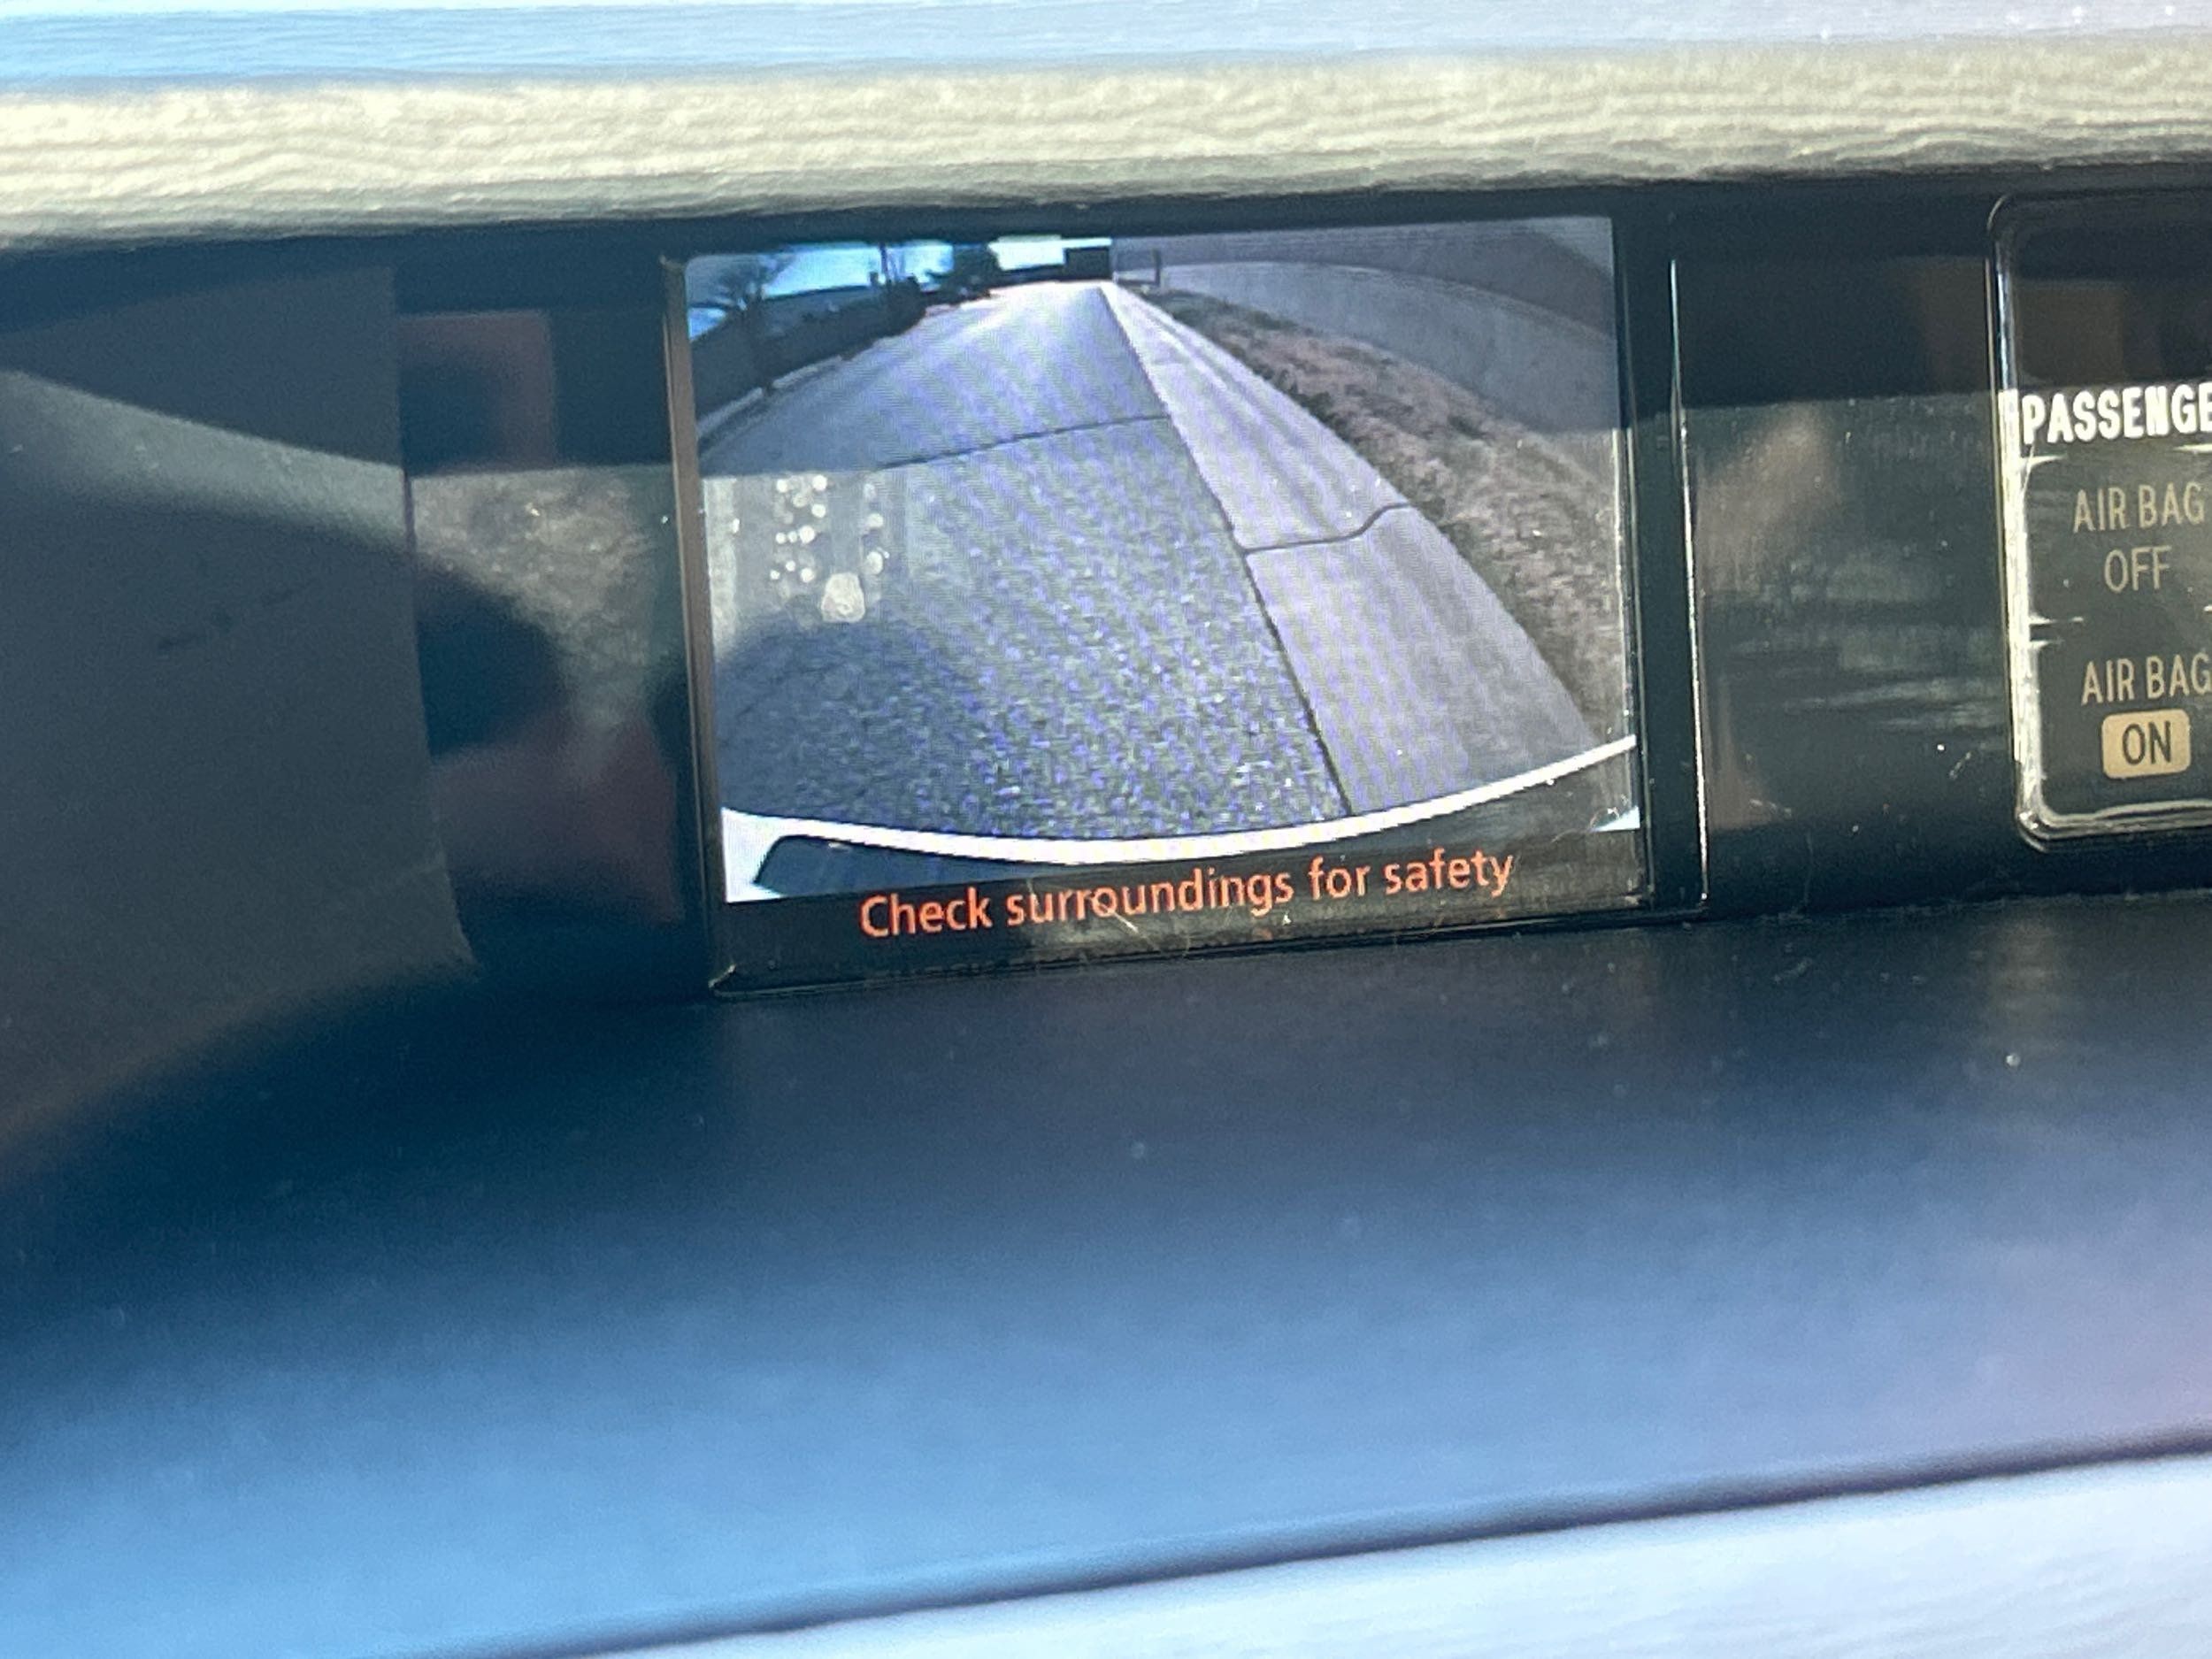 Check surroundings for safety
PASSENGE
AIR BAG
OFF
AIR BAG
ON